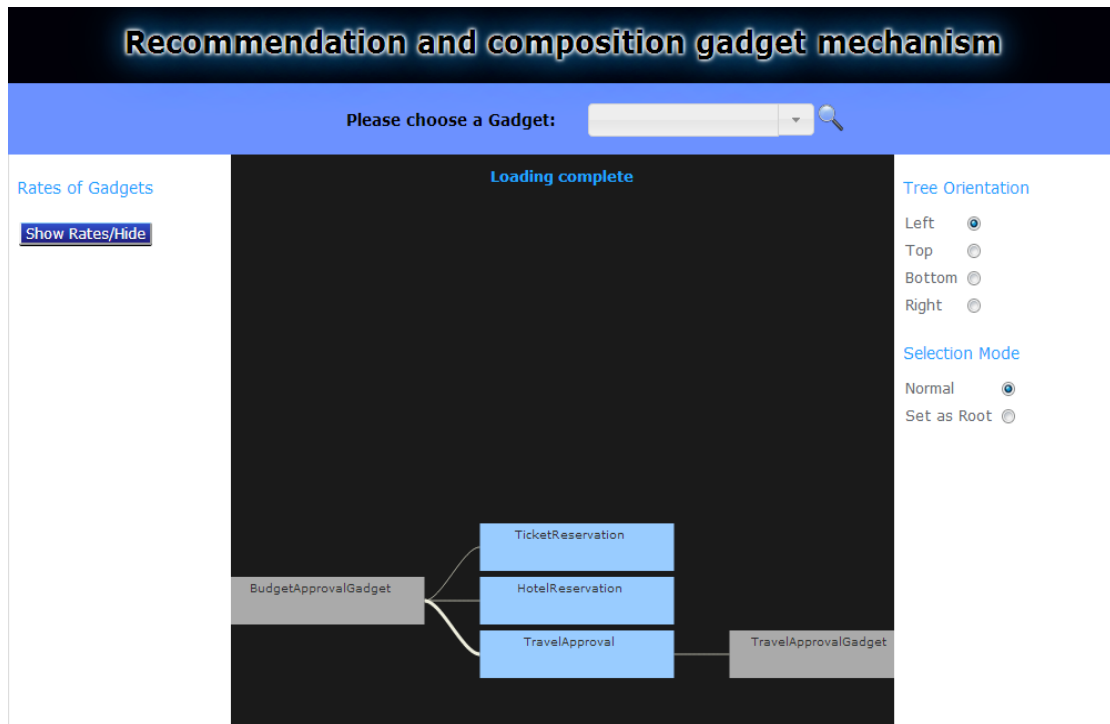 Recommendation and composition gadget mechanism
Please choose a Gadget:
Rates of Gadgets
Show Rates/Hide
Loading complete
TicketReservation
BudgetApprovalGadget
HotelReservation
TravelApproval
TravelApprovalGadget
Tree Orientation
Left
Top
Bottom
Right
Selection Mode
Normal
Set as Root